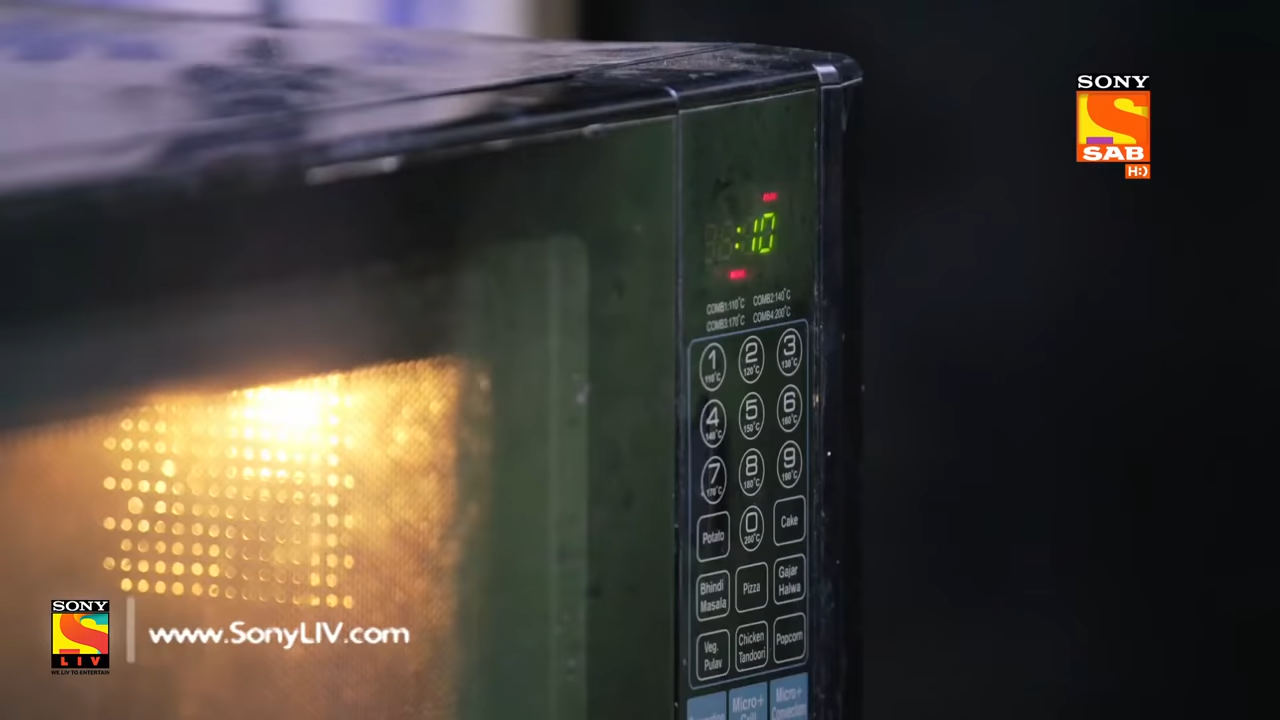 SONY
SAB
H:)
:10
COMB1:110°C COMB2:140°C
COMB3:170°C COMB4:200°C
1 2 3
110°C 120°C 130°C
4 5 6
140°C 150°C 160°C
7 8 9
170°C 180°C 190°C
Potato 0 Cake
200°C
Bhindi Masala Pizza Gajar Halwa
Veg. Pulav Chicken Tandoori Popcorn
Micro+ Micro+
SONY
LIV
WE LIV TO ENTERTAIN
www.SonyLIV.com